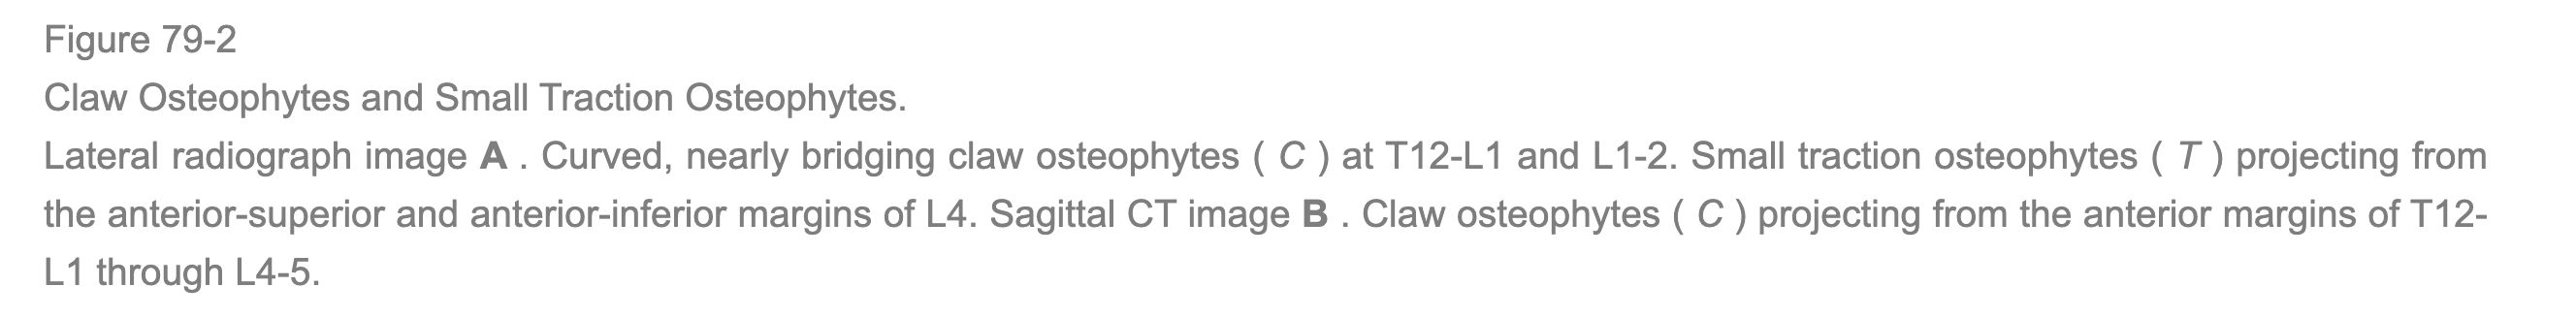 Figure 79-2
Claw Osteophytes and Small Traction Osteophytes.
Lateral radiograph image A . Curved, nearly bridging claw osteophytes ( C ) at T12-L1 and L1-2. Small traction osteophytes ( T ) projecting from
the anterior-superior and anterior-inferior margins of L4. Sagittal CT image B . Claw osteophytes ( C ) projecting from the anterior margins of T12-
L1 through L4-5.